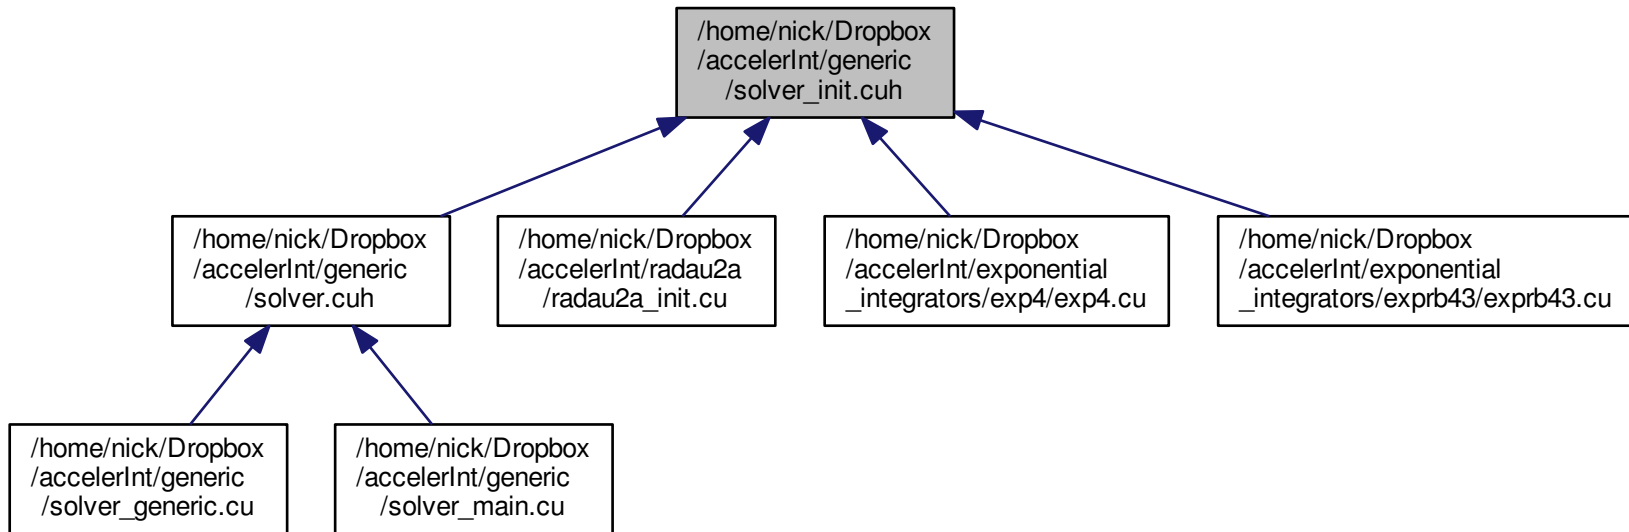 /home/nick/Dropbox
/accelerInt/generic
/solver_init.cuh
/home/nick/Dropbox
/accelerInt/generic
/solver.cuh
/home/nick/Dropbox
/accelerInt/radau2a
/radau2a_init.cu
/home/nick/Dropbox
/accelerInt/exponential
_integrators/exp4/exp4.cu
/home/nick/Dropbox
/accelerInt/exponential
_integrators/exprb43/exprb43.cu
/home/nick/Dropbox
/accelerInt/generic
/solver_generic.cu
/home/nick/Dropbox
/accelerInt/generic
/solver_main.cu